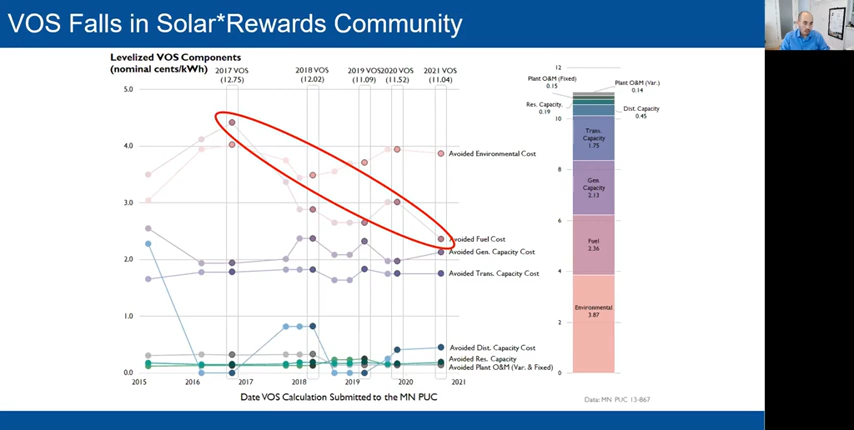 VOS Falls in Solar*Rewards Community
Levelized VOS Components
(nominal cents/kWh)
2017 VOS
(12.75)
2018 VOS
(12.02)
2019 VOS
(11.09)
2020 VOS
(11.52)
2021 VOS
(11.04)
5.0
4.0
3.0
2.0
1.0
0.0
Avoided Environmental Cost
Avoided Fuel Cost
Avoided Gen. Capacity Cost
Avoided Trans. Capacity Cost
Avoided Dist. Capacity Cost
Avoided Res. Capacity
Avoided Plant O&M (Var. & Fixed)
2015
2016
2017
2018
2019
2020
2021
Date VOS Calculation Submitted to the MN PUC
12
10
8
6
4
2
0
Plant O&M (Fixed)
0.15
Plant O&M (Var.)
0.14
Res. Capacity,
0.19
Dist. Capacity
0.45
Trans.
Capacity
1.75
Gen.
Capacity
2.13
Fuel
2.36
Environmental
3.87
Data: MN PUC 13-867